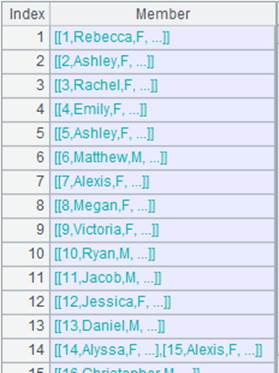 Index Member
1 [[1,Rebecca,F, ...]]
2 [[2,Ashley,F, ...]]
3 [[3,Rachel,F, ...]]
4 [[4,Emily,F, ...]]
5 [[5,Ashley,F, ...]]
6 [[6,Matthew,M, ...]]
7 [[7,Alexis,F, ...]]
8 [[8,Megan,F, ...]]
9 [[9,Victoria,F, ...]]
10 [[10,Ryan,M, ...]]
11 [[11,Jacob,M, ...]]
12 [[12,Jessica,F, ...]]
13 [[13,Daniel,M, ...]]
14 [[14,Alyssa,F, ...],[15,Alexis,F, ...]]
15 [[16,Christopher,M, ...]]